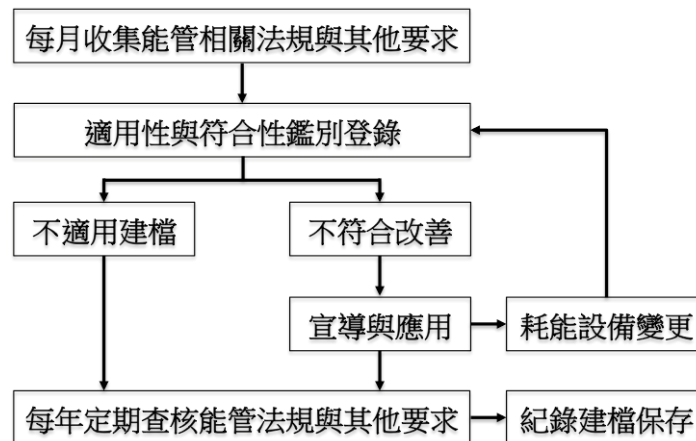 每月收集能管相關法規與其他要求
適用性與符合性鑑別登錄
不適用建檔
不符合改善
宣導與應用
耗能設備變更
每年定期查核能管法規與其他要求
紀錄建檔保存